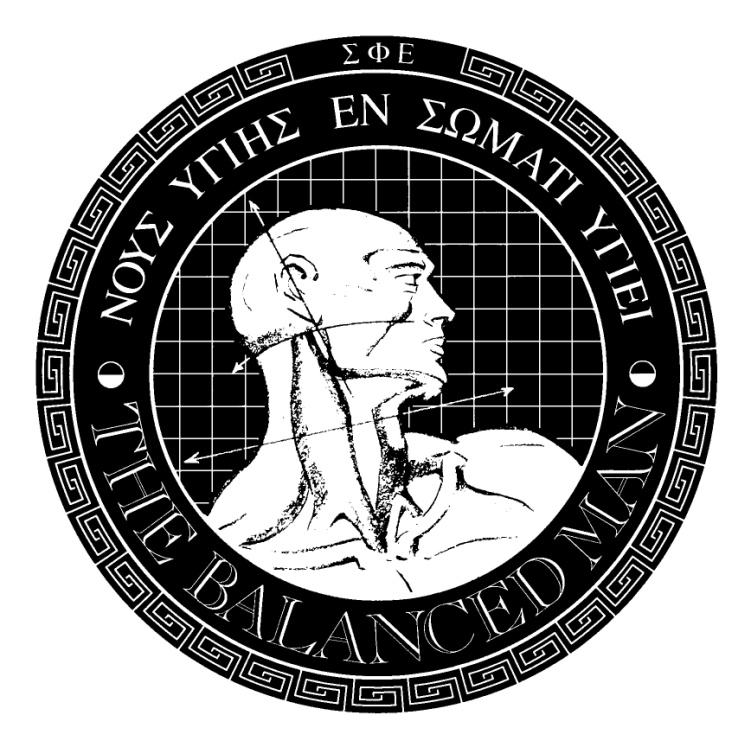 ΣΦΕ
ΝΟΥΣ ΥΓΙΗΣ ΕΝ ΣΩΜΑΤΙ ΥΓΙΕΙ
THE BALANCED MAN